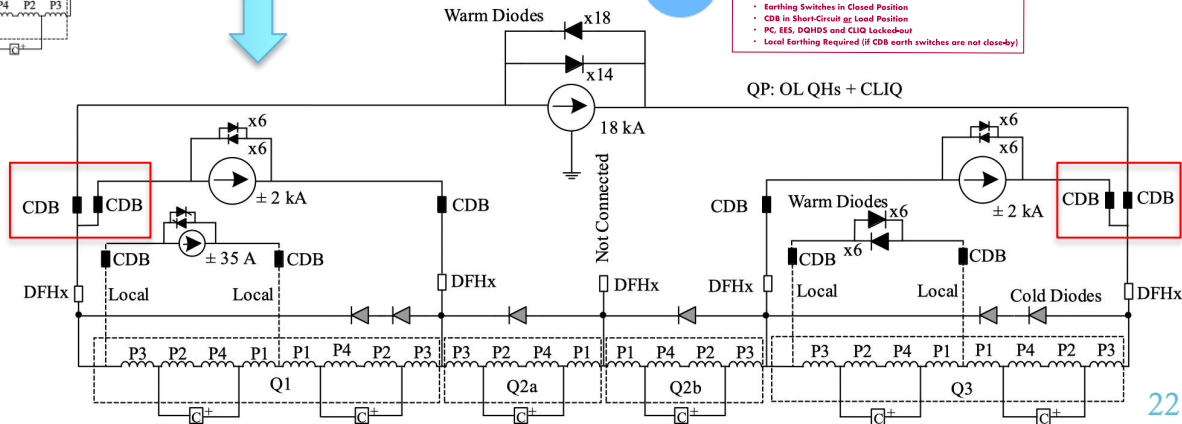 P4 P2 P3
C+
• Earthing Switches in Closed Position
• CDB in Short-Circuit or Load Position
• PC, EES, DQHDS and CLIQ Locked-out
• Local Earthing Required (if CDB earth switches are not close-by)
Warm Diodes
x18
x14
QP: OL QHs + CLIQ
18 kA
x6
x6
± 2 kA
CDB
CDB
CDB
± 35 A
CDB
CDB
Not Connected
x6
x6
± 2 kA
CDB
CDB
CDB
Warm Diodes
x6
x6
CDB
CDB
DFHx
Local
Local
DFHx
DFHx
DFHx
Local
Local
Cold Diodes
DFHx
P3 P2 P4 P1 P1 P4 P2 P3 P3 P2 P4 P1 P1 P4 P2 P3 P3 P2 P4 P1 P1 P4 P2 P3
Q1
Q2a
Q2b
Q3
C+
C+
C+
C+
22